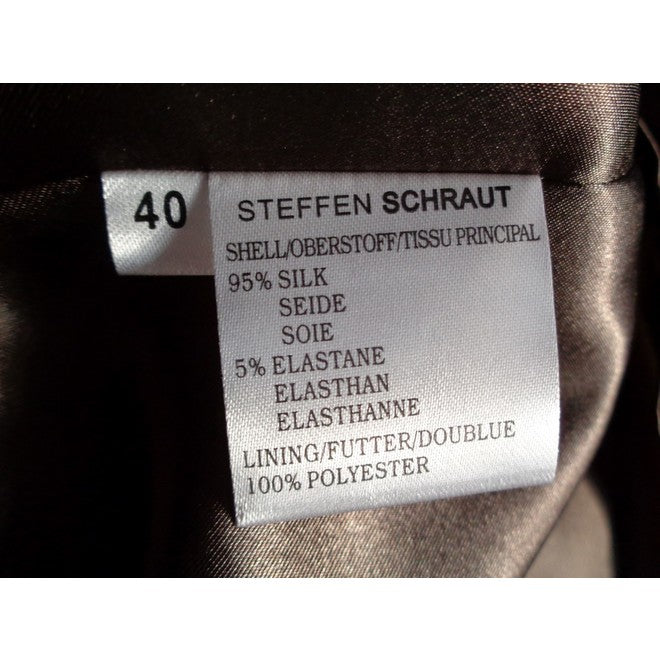 40
STEFFEN SCHRAUT
SHELL/OBERSTOFF/TISSU PRINCIPAL
95% SILK
SEIDE
SOIE
5% ELASTANE
ELASTHAN
ELASTHANNE
LINING/FUTTER/DOUBLUE
100% POLYESTER